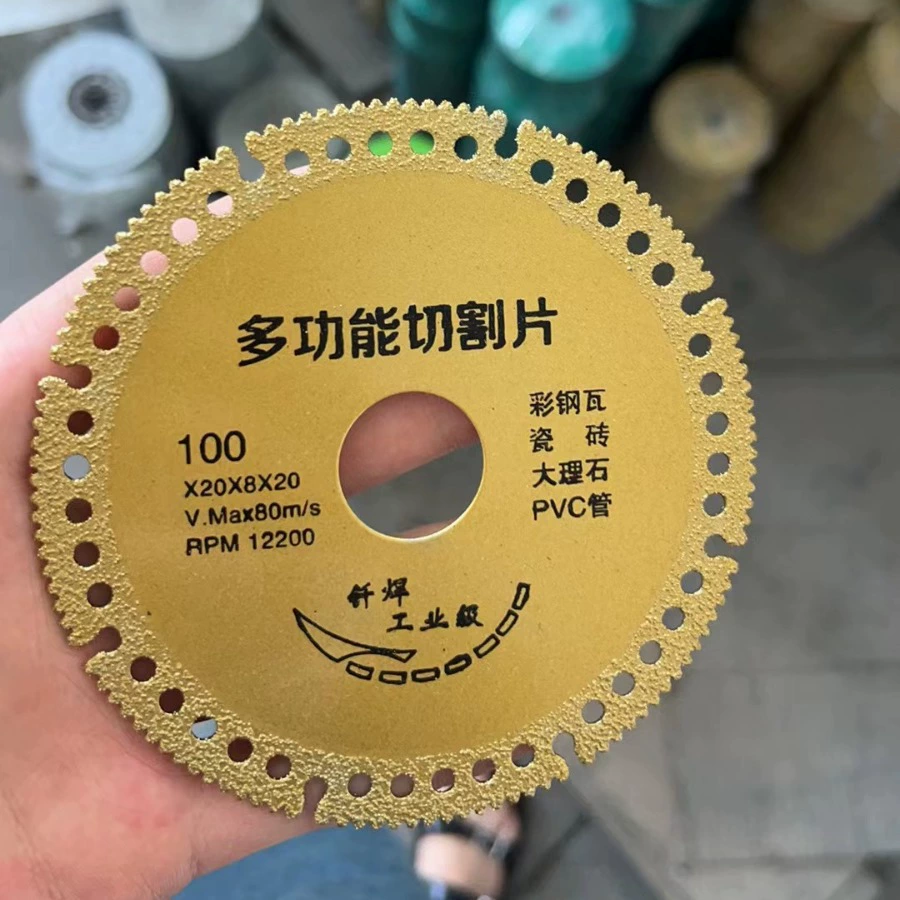 多功能切割片
100
X20X8X20
V.Max80m/s
RPM 12200
彩钢瓦
瓷 砖
大理石
PVC管
钎焊
工业级